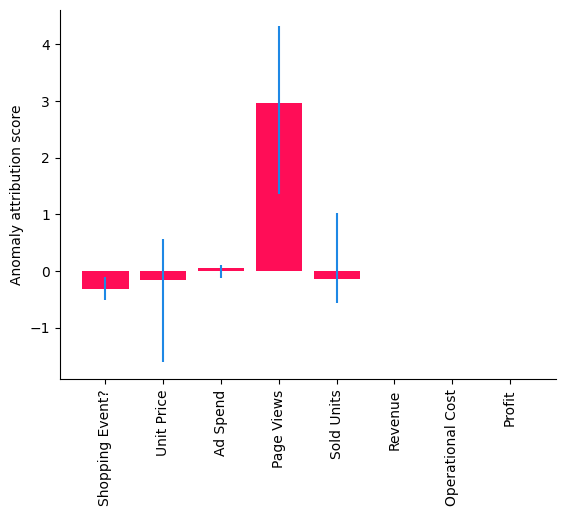 Anomaly attribution score
4
3
2
1
0
−1
Shopping Event?
Unit Price
Ad Spend
Page Views
Sold Units
Revenue
Operational Cost
Profit